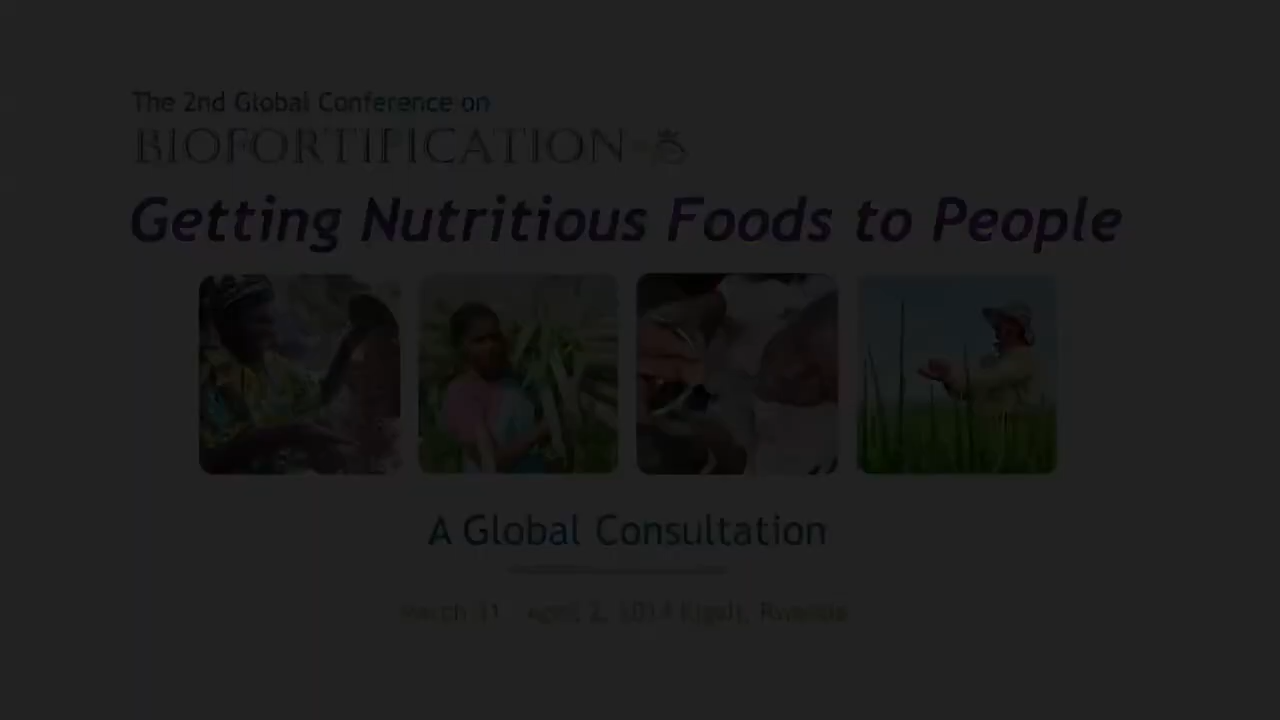 The 2nd Global Conference on
BIOFORTIFICATION
Getting Nutritious Foods to People
A Global Consultation
March 31 - April 2, 2014 Kigali, Rwanda